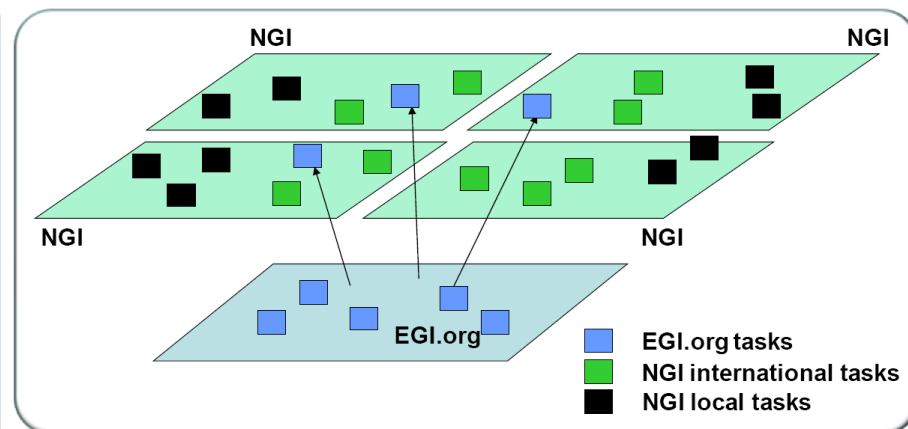 NGI
NGI
NGI
NGI
EGI.org
EGI.org tasks
NGI international tasks
NGI local tasks